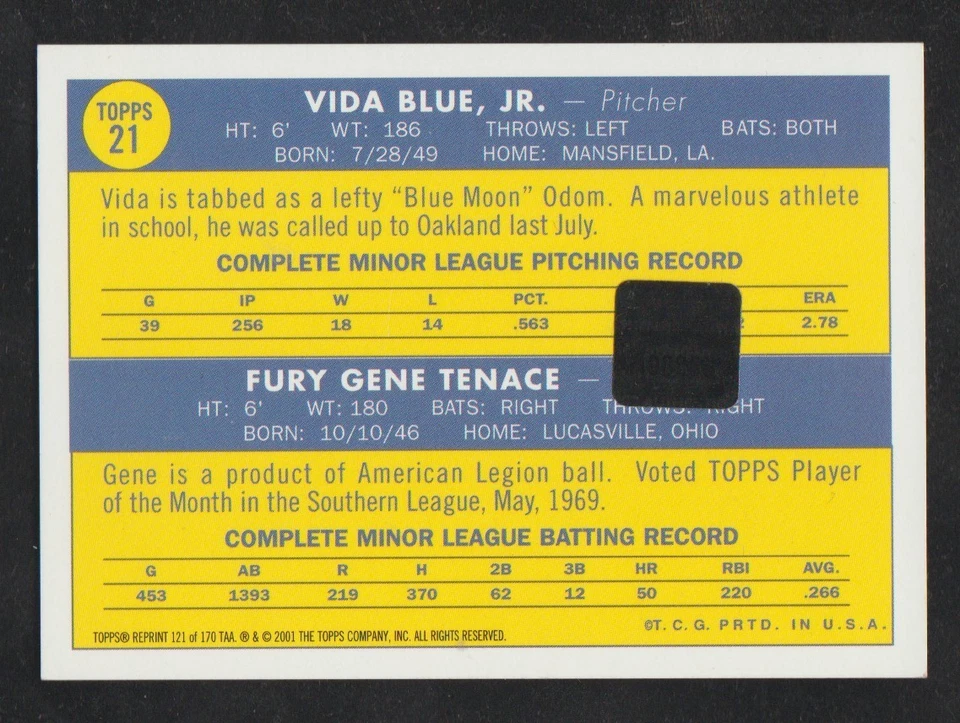 TOPPS
21
VIDA BLUE, JR. — Pitcher
HT: 6' WT: 186 THROWS: LEFT BATS: BOTH
BORN: 7/28/49 HOME: MANSFIELD, LA.
Vida is tabbed as a lefty “Blue Moon” Odom. A marvelous athlete
in school, he was called up to Oakland last July.
COMPLETE MINOR LEAGUE PITCHING RECORD
G IP W L PCT. ERA
39 256 18 14 .563 2.78
FURY GENE TENACE —
HT: 6' WT: 180 BATS: RIGHT THROWS: RIGHT
BORN: 10/10/46 HOME: LUCASVILLE, OHIO
Gene is a product of American Legion ball. Voted TOPPS Player
of the Month in the Southern League, May, 1969.
COMPLETE MINOR LEAGUE BATTING RECORD
G AB R H 2B 3B HR RBI AVG.
453 1393 219 370 62 12 50 220 .266
©T. C. G. PRTD. IN U.S.A.
TOPPS® REPRINT 121 of 170 TAA. ® & © 2001 THE TOPPS COMPANY, INC. ALL RIGHTS RESERVED.